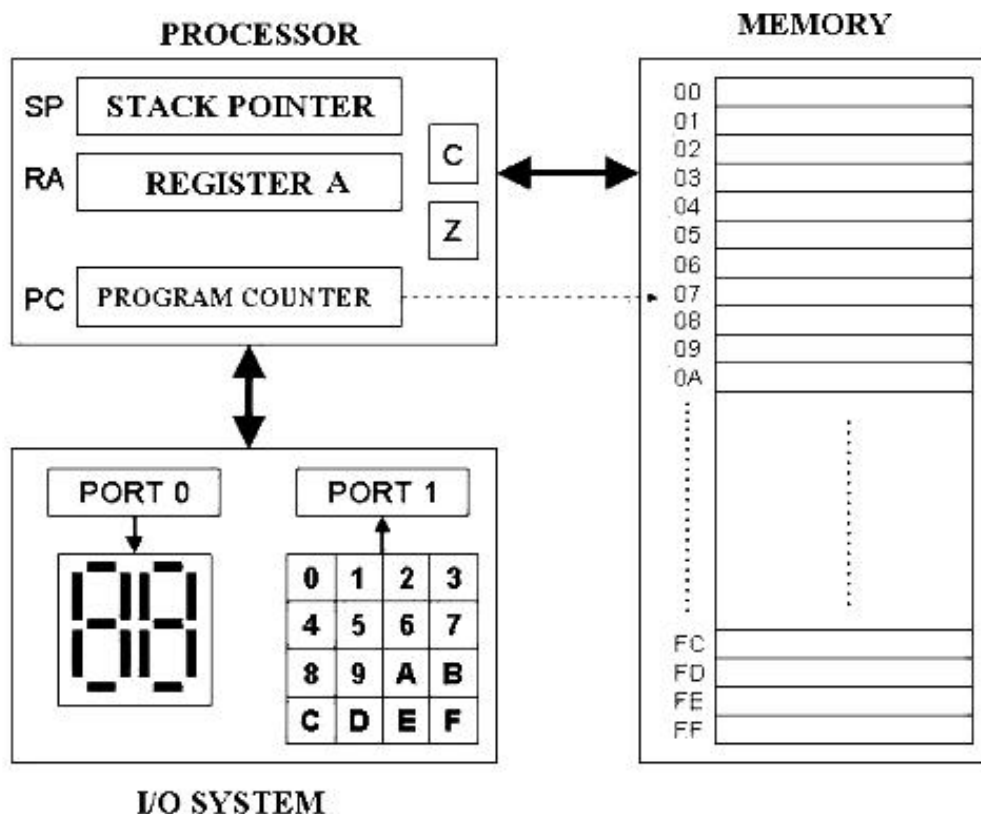 PROCESSOR
SP STACK POINTER
RA REGISTER A
C
Z
PC PROGRAM COUNTER
MEMORY
00
01
02
03
04
05
06
07
08
09
0A
FC
FD
FE
FF
PORT 0
88
PORT 1
0 1 2 3
4 5 6 7
8 9 A B
C D E F
I/O SYSTEM